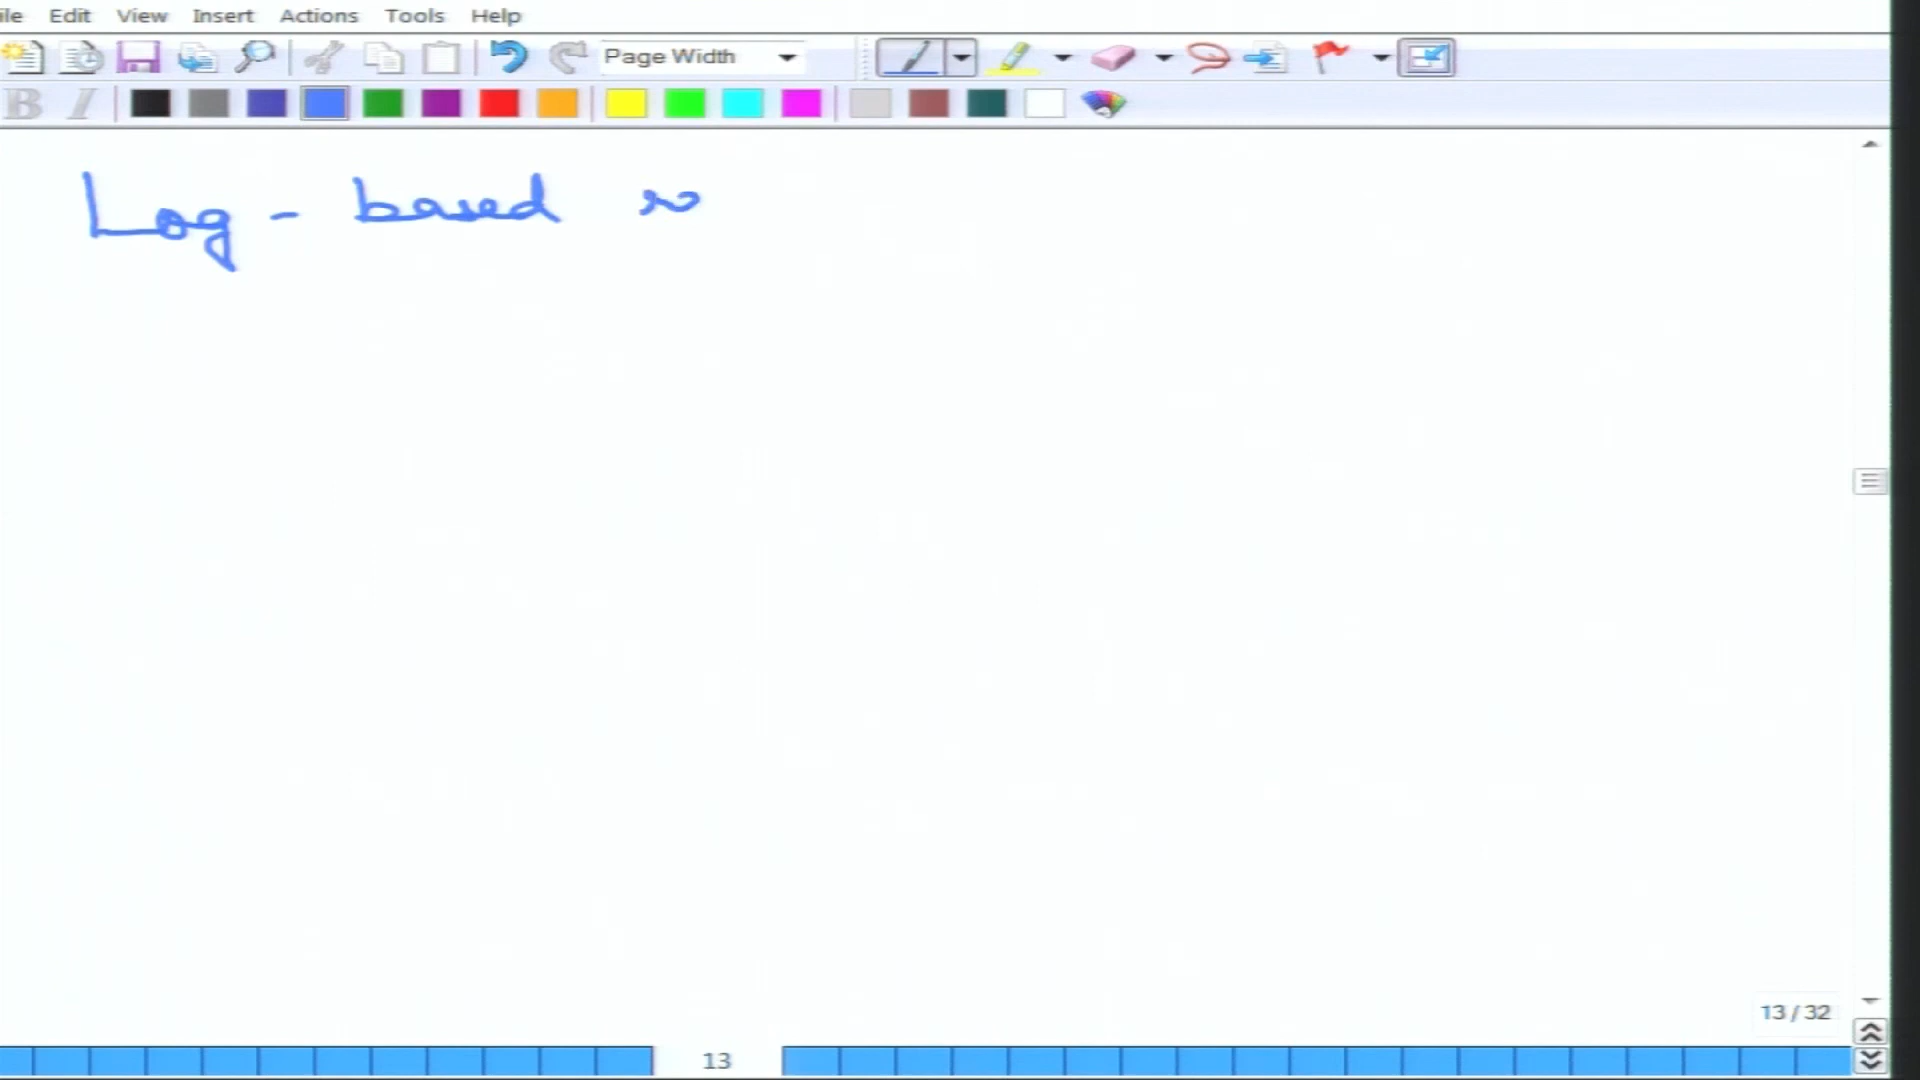 ile Edit View Insert Actions Tools Help
Page Width
B I
Log - based
13 / 32
13